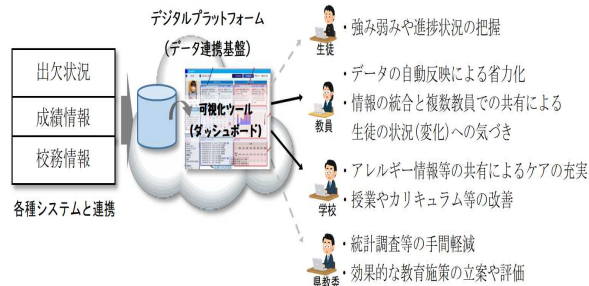 デジタルプラットフォーム
(データ連携基盤)
出欠状況
成績情報
校務情報
各種システムと連携
可視化ツール
(ダッシュボード)
生徒
・強み弱みや進捗状況の把握
教員
・データの自動反映による省力化
・情報の統合と複数教員での共有による
生徒の状況(変化)への気づき
学校
・アレルギー情報等の共有によるケアの充実
・授業やカリキュラム等の改善
県教委
・統計調査等の手間軽減
・効果的な教育施策の立案や評価